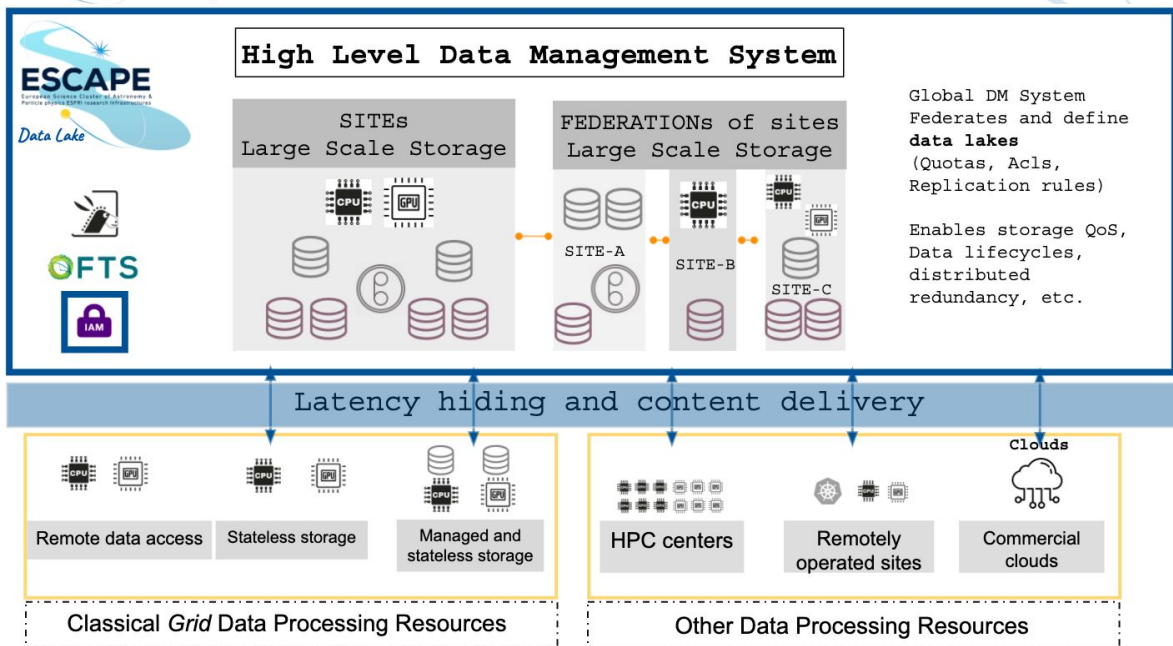 High Level Data Management System
ESCAPE
European Science Cluster of Astronomy &
Particle physics ESFRI research Infrastructures
Data Lake
SITEs
Large Scale Storage
FEDERATIONs of sites
Large Scale Storage
Global DM System
Federates and define
data lakes
(Quotas, Acls,
Replication rules)
Enables storage QoS,
Data lifecycles,
distributed
redundancy, etc.
CPU
GPU
CPU
CPU
GPU
SITE-A
SITE-B
SITE-C
FTS
IAM
Latency hiding and content delivery
Clouds
CPU
GPU
CPU
GPU
CPU
GPU
Remote data access
Stateless storage
Managed and
stateless storage
HPC centers
Remotely
operated sites
Commercial
clouds
Classical Grid Data Processing Resources
Other Data Processing Resources